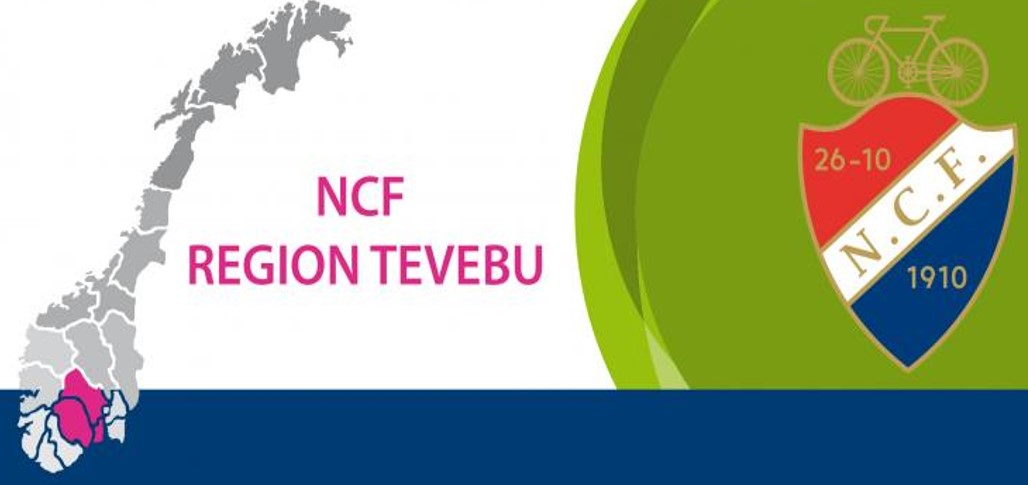 NCF
REGION TEVEBU
26-10
N.C.F.
1910